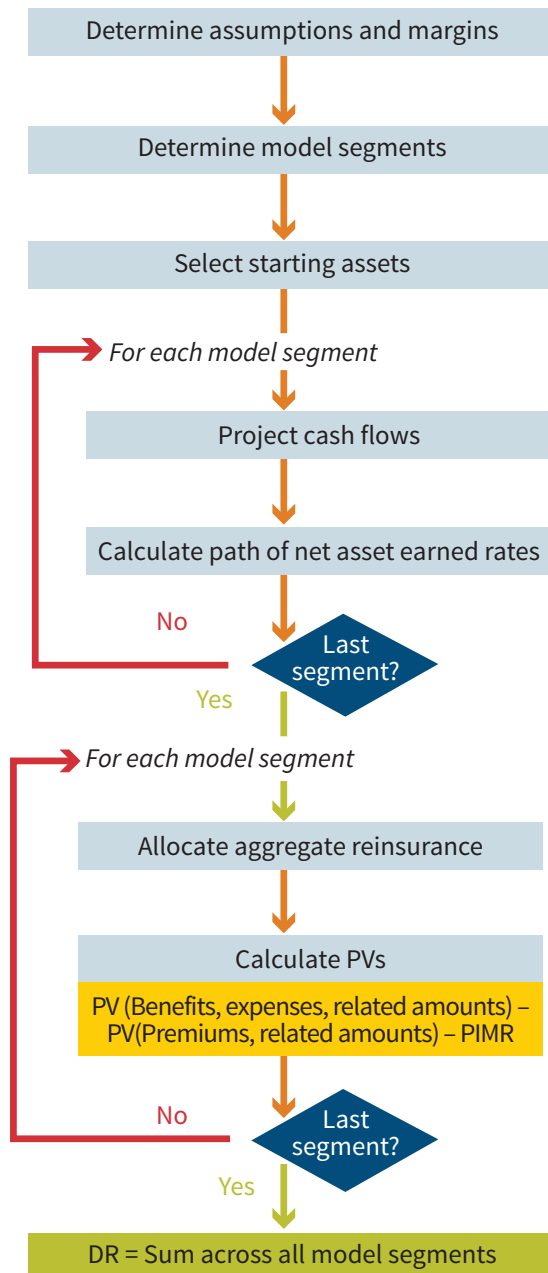 Determine assumptions and margins
Determine model segments
Select starting assets
For each model segment
Project cash flows
Calculate path of net asset earned rates
No
Last
segment?
Yes
For each model segment
Allocate aggregate reinsurance
Calculate PVs
PV (Benefits, expenses, related amounts) –
PV(Premiums, related amounts) – PIMR
No
Last
segment?
Yes
DR = Sum across all model segments